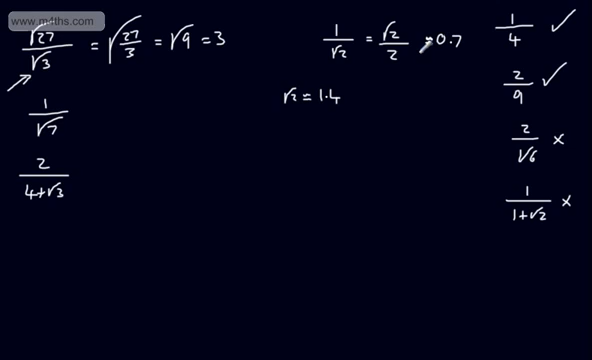 www.m4ths.com
√27/√3 = √(27/3) = √9 = 3
1/√7
2/(4+√3)
1/√2 = √2/2 ≈ 0.7
√2 ≈ 1.4
1/4 ✓
2/9 ✓
2/√6 ×
1/(1+√2) ×